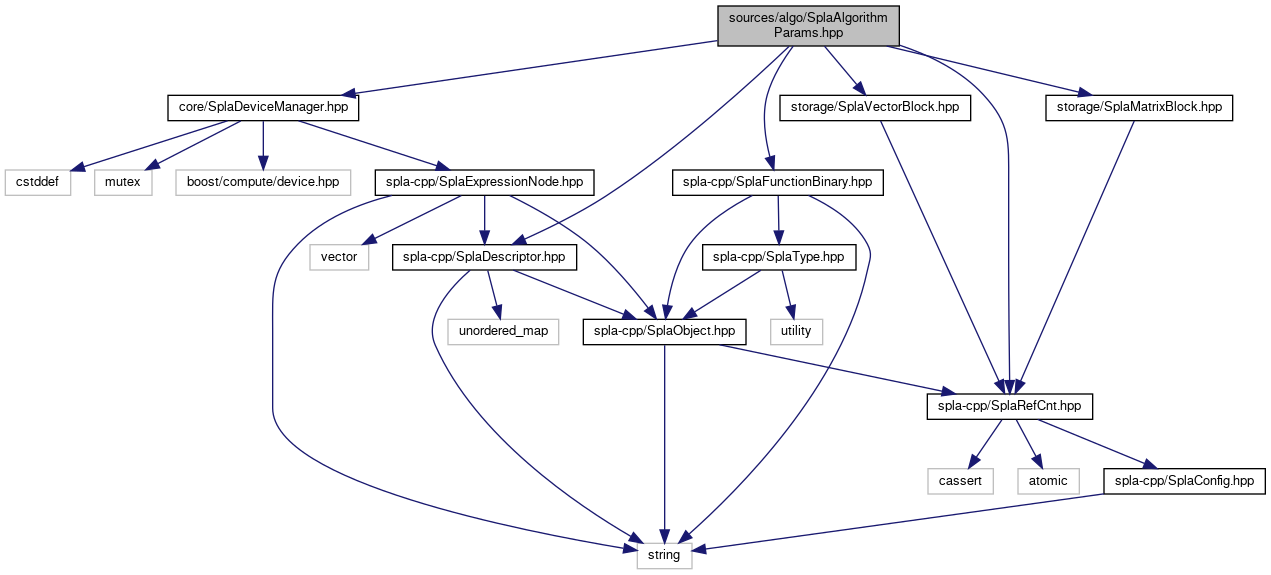 sources/algo/SplaAlgorithm
Params.hpp
core/SplaDeviceManager.hpp
storage/SplaVectorBlock.hpp
storage/SplaMatrixBlock.hpp
cstddef
mutex
boost/compute/device.hpp
spla-cpp/SplaExpressionNode.hpp
spla-cpp/SplaFunctionBinary.hpp
vector
spla-cpp/SplaDescriptor.hpp
spla-cpp/SplaType.hpp
unordered_map
spla-cpp/SplaObject.hpp
utility
spla-cpp/SplaRefCnt.hpp
cassert
atomic
spla-cpp/SplaConfig.hpp
string